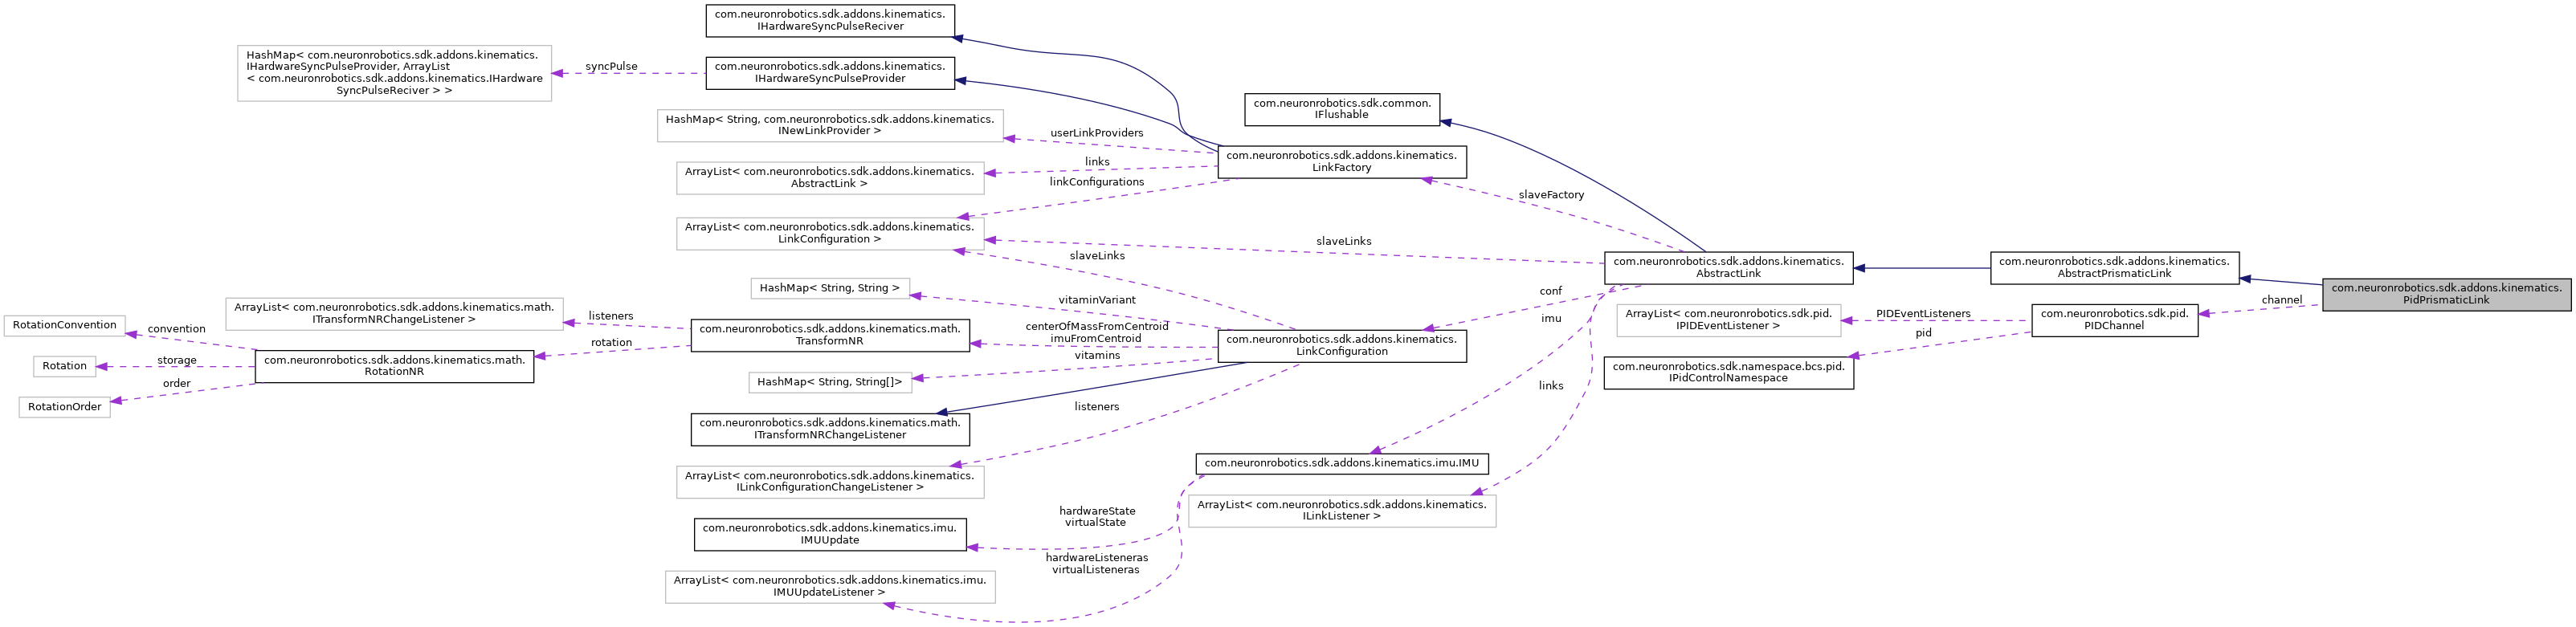 com.neuronrobotics.sdk.addons.kinematics.
IHardwareSyncPulseReciver
HashMap< com.neuronrobotics.sdk.addons.kinematics.
IHardwareSyncPulseProvider, ArrayList
< com.neuronrobotics.sdk.addons.kinematics.IHardware
SyncPulseReciver > >
syncPulse
com.neuronrobotics.sdk.addons.kinematics.
IHardwareSyncPulseProvider
com.neuronrobotics.sdk.common.
IFlushable
HashMap< String, com.neuronrobotics.sdk.addons.kinematics.
INewLinkProvider >
userLinkProviders
com.neuronrobotics.sdk.addons.kinematics.
LinkFactory
ArrayList< com.neuronrobotics.sdk.addons.kinematics.
AbstractLink >
links
linkConfigurations
slaveFactory
ArrayList< com.neuronrobotics.sdk.addons.kinematics.
LinkConfiguration >
slaveLinks
slaveLinks
com.neuronrobotics.sdk.addons.kinematics.
AbstractLink
com.neuronrobotics.sdk.addons.kinematics.
AbstractPrismaticLink
com.neuronrobotics.sdk.addons.kinematics.
PidPrismaticLink
HashMap< String, String >
vitaminVariant
conf
imu
channel
ArrayList< com.neuronrobotics.sdk.addons.kinematics.math.
ITransformNRChangeListener >
listeners
com.neuronrobotics.sdk.addons.kinematics.math.
TransformNR
centerOfMassFromCentroid
imuFromCentroid
com.neuronrobotics.sdk.addons.kinematics.
LinkConfiguration
ArrayList< com.neuronrobotics.sdk.pid.
IPIDEventListener >
PIDEventListeners
pid
com.neuronrobotics.sdk.pid.
PIDChannel
RotationConvention
convention
rotation
Rotation
storage
com.neuronrobotics.sdk.addons.kinematics.math.
RotationNR
order
RotationOrder
vitamins
HashMap< String, String[]>
com.neuronrobotics.sdk.namespace.bcs.pid.
IPidControlNamespace
links
com.neuronrobotics.sdk.addons.kinematics.math.
ITransformNRChangeListener
listeners
ArrayList< com.neuronrobotics.sdk.addons.kinematics.
ILinkConfigurationChangeListener >
com.neuronrobotics.sdk.addons.kinematics.imu.IMU
ArrayList< com.neuronrobotics.sdk.addons.kinematics.
ILinkListener >
hardwareState
virtualState
com.neuronrobotics.sdk.addons.kinematics.imu.
IMUUpdate
hardwareListeneras
virtualListeneras
ArrayList< com.neuronrobotics.sdk.addons.kinematics.imu.
IMUUpdateListener >